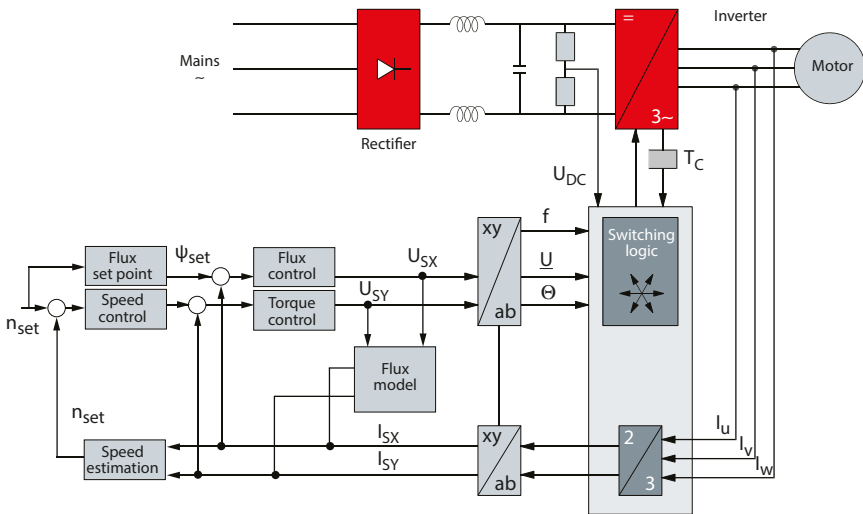 Inverter
Mains
~
=
3~
Motor
Rectifier
U_DC
T_C
Flux
set point
ψ_set
Flux
control
U_SX
xy
ab
f
Switching
logic
n_set
Speed
control
Torque
control
U_SY
U
Θ
Flux
model
n_set
Speed
estimation
I_SX
I_SY
xy
ab
2
3
I_u
I_v
I_w